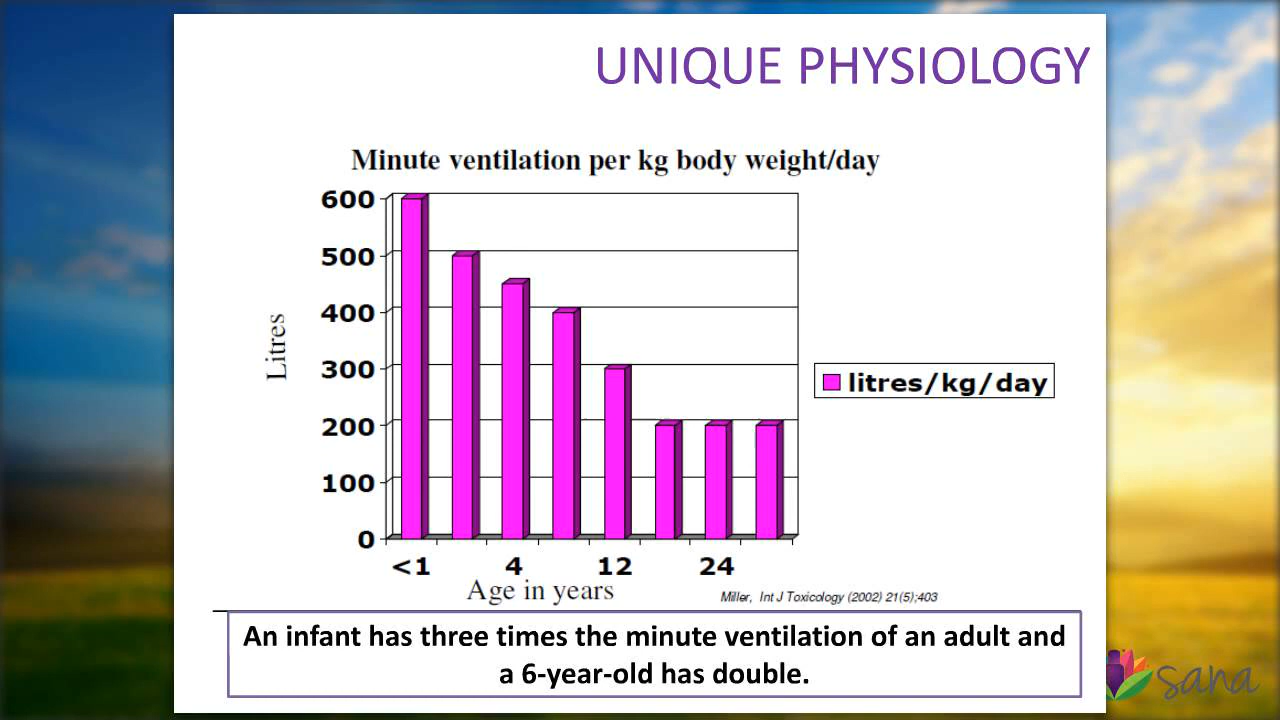 UNIQUE PHYSIOLOGY
Minute ventilation per kg body weight/day
600
500
400
300
200
100
0
Litres
<1 4 12 24
Age in years
litres/kg/day
Miller, Int J Toxicology (2002) 21(5);403
An infant has three times the minute ventilation of an adult and
a 6-year-old has double.
sana